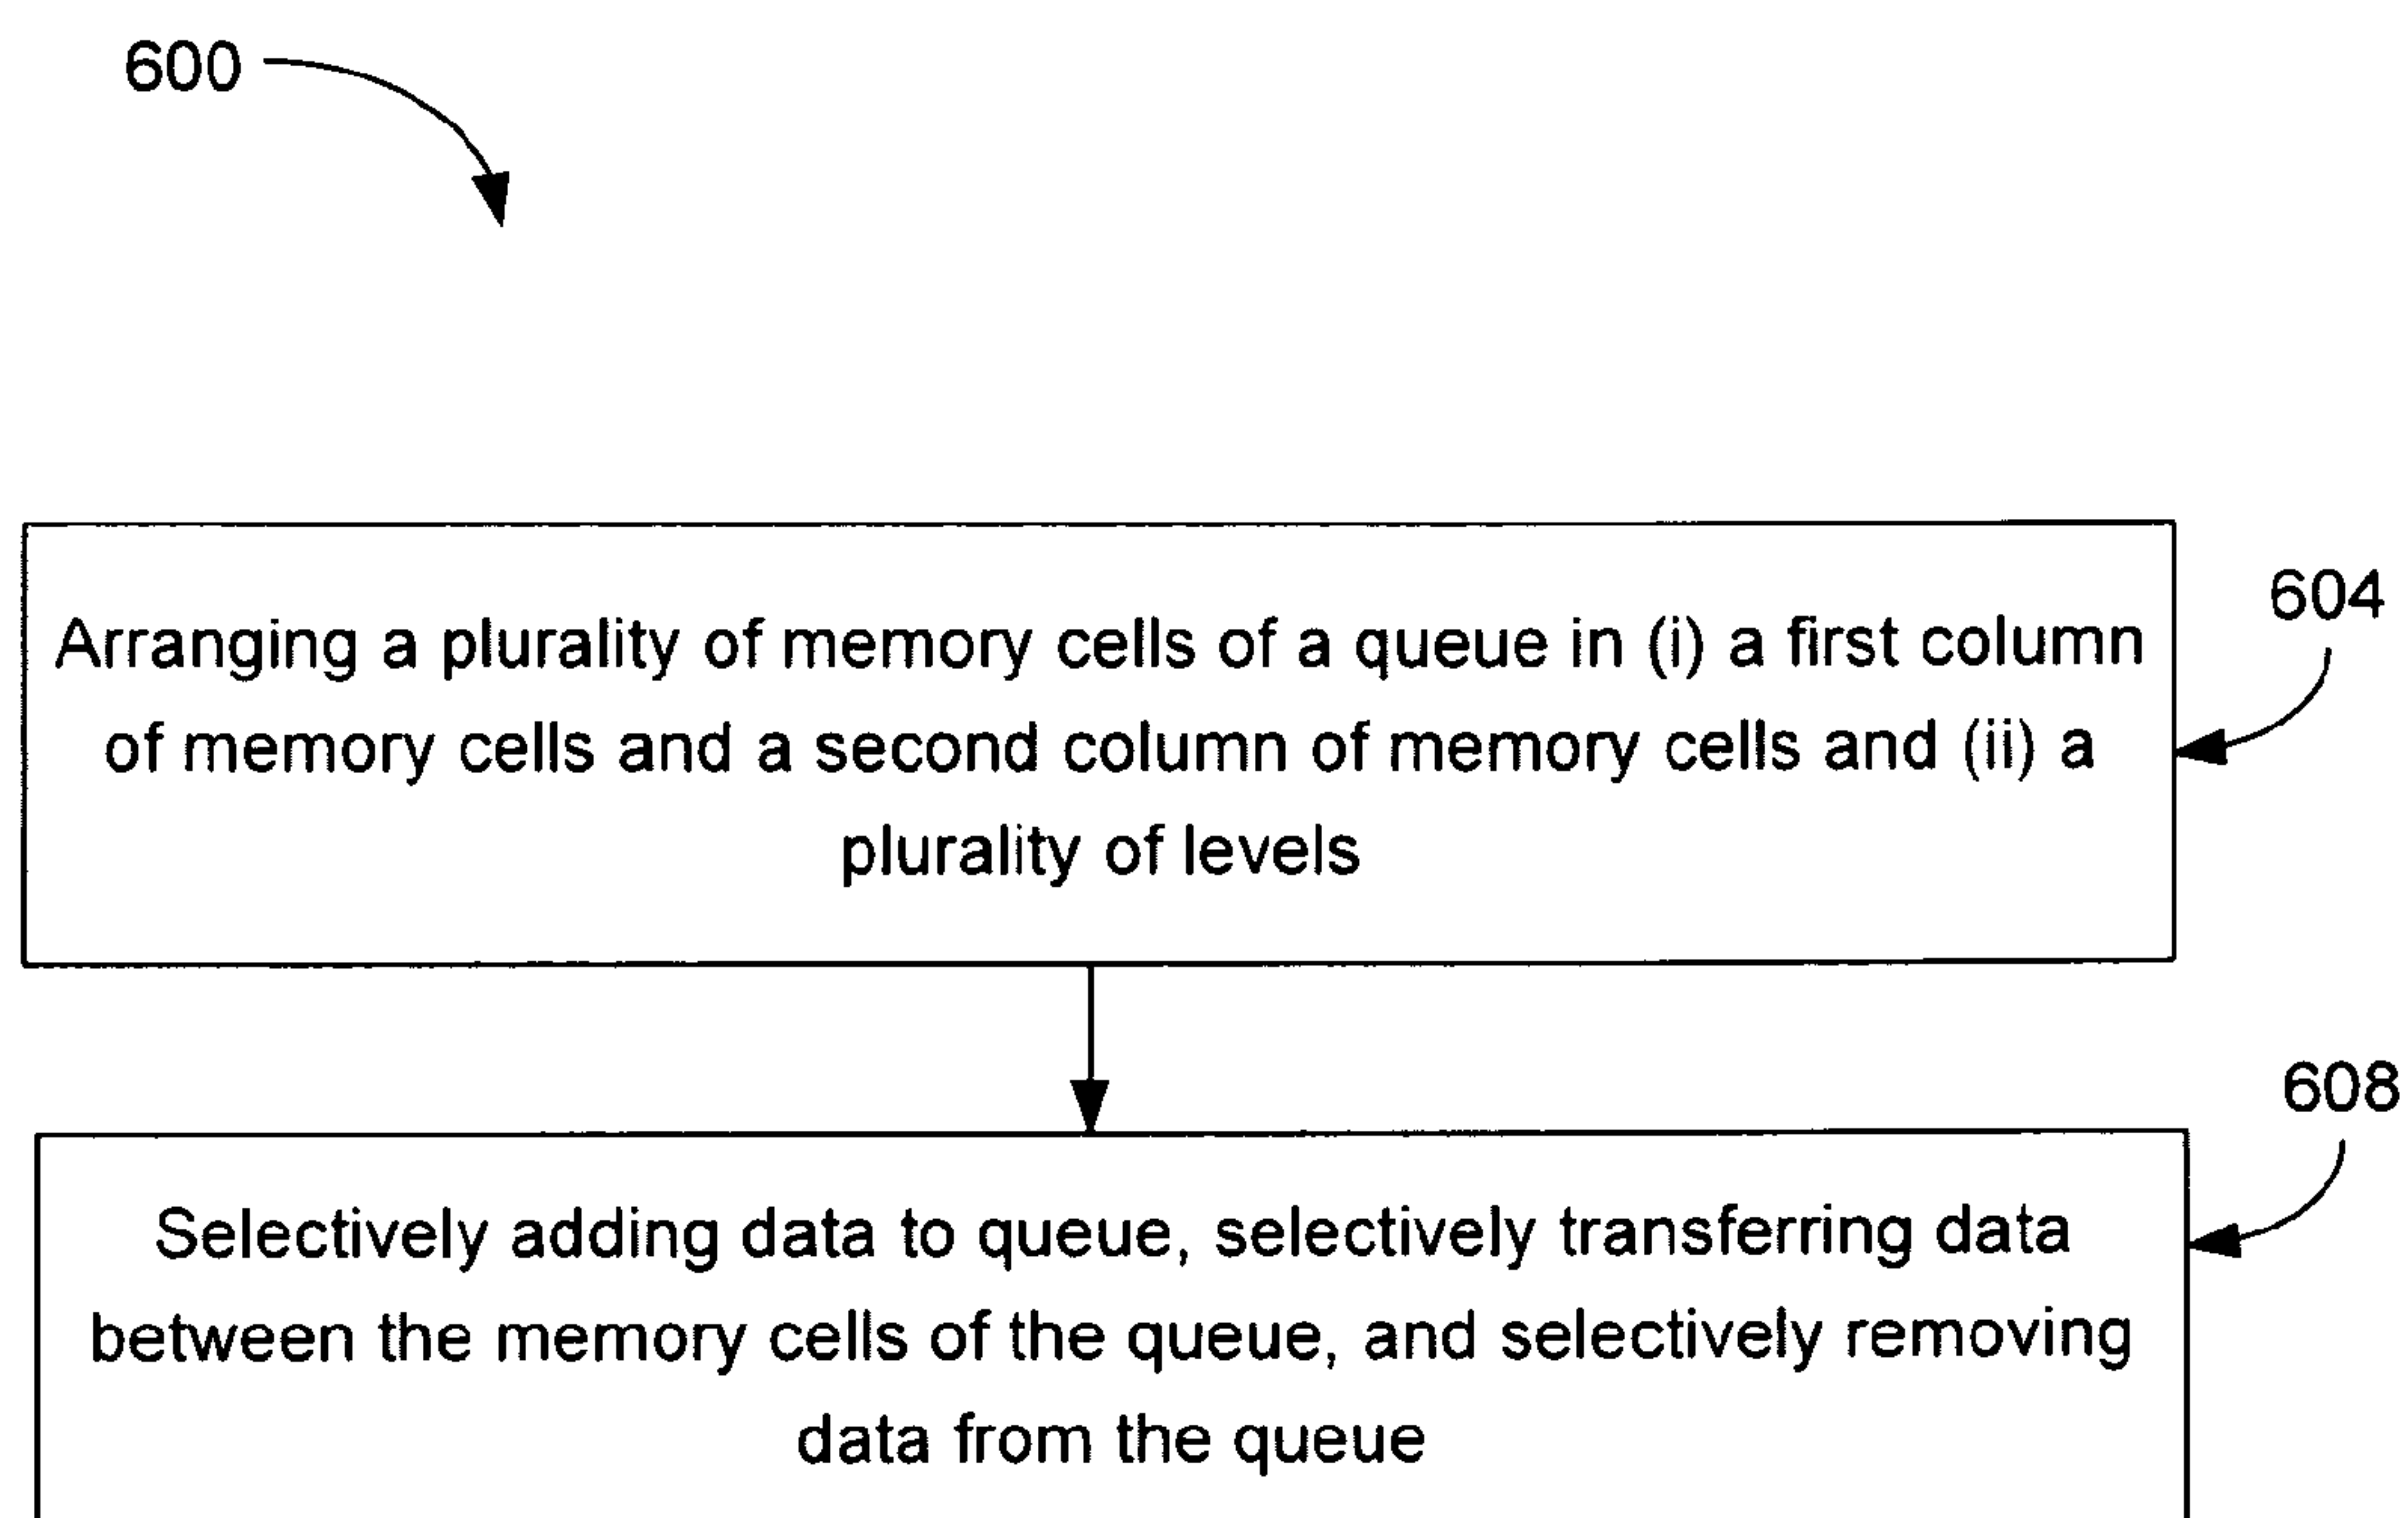 600
604
Arranging a plurality of memory cells of a queue in (i) a first column
of memory cells and a second column of memory cells and (ii) a
plurality of levels
608
Selectively adding data to queue, selectively transferring data
between the memory cells of the queue, and selectively removing
data from the queue